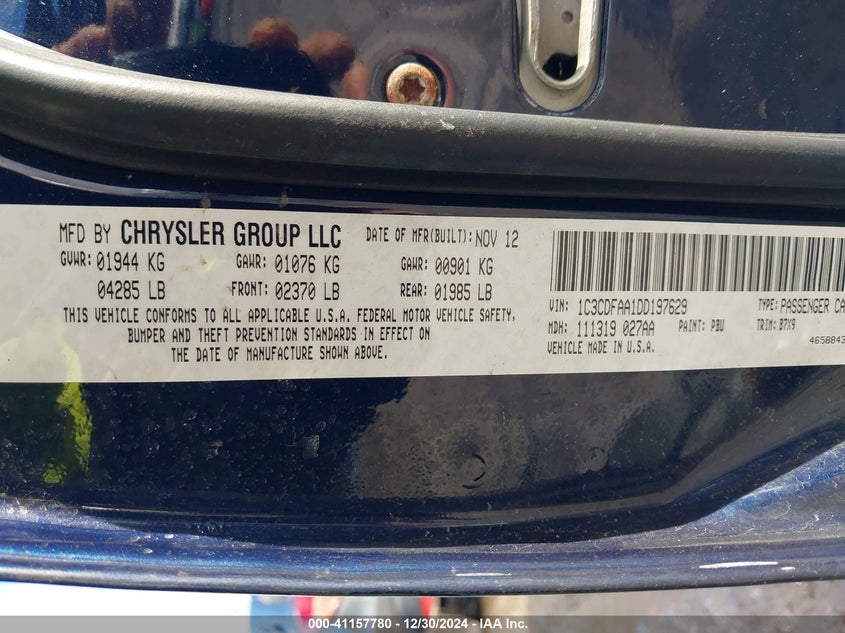 MFD BY CHRYSLER GROUP LLC DATE OF MFR(BUILT): NOV 12
GVWR: 01944 KG GAWR: 01076 KG GAWR: 00901 KG
04285 LB FRONT: 02370 LB REAR: 01985 LB
THIS VEHICLE CONFORMS TO ALL APPLICABLE U.S.A. FEDERAL MOTOR VEHICLE SAFETY,
BUMPER AND THEFT PREVENTION STANDARDS IN EFFECT ON
THE DATE OF MANUFACTURE SHOWN ABOVE.
VIN: 1C3CDFAA1DD197629 TYPE: PASSENGER CA
MDH: 111319 027AA PAINT: PBU TRIM: B7X9
VEHICLE MADE IN U.S.A. 4658843
000-41157780 - 12/30/2024 - IAA Inc.